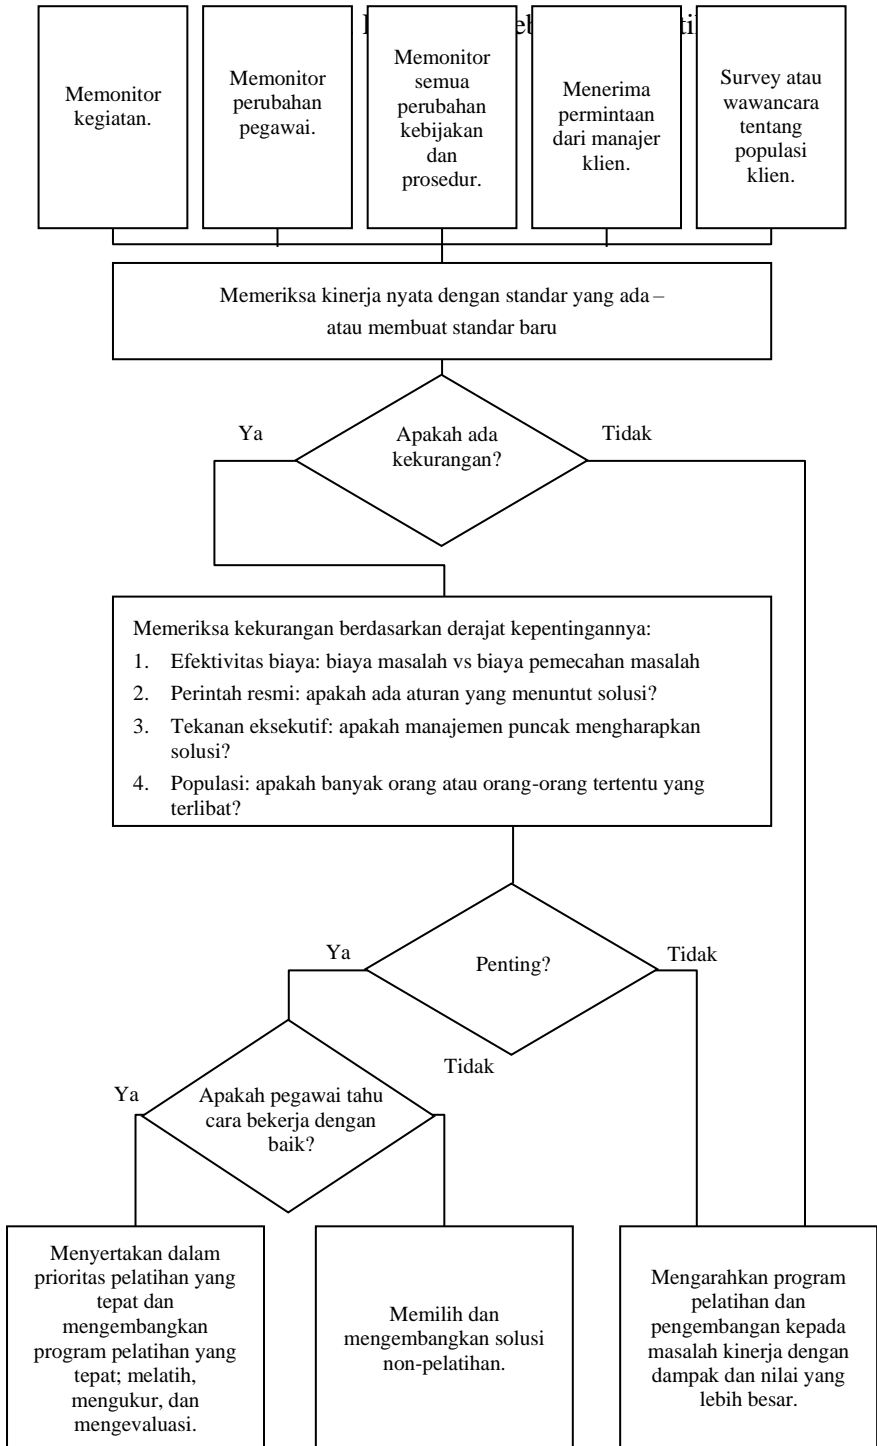 Memonitor
kegiatan.
Memonitor
perubahan
pegawai.
Memonitor
semua
perubahan
kebijakan
dan
prosedur.
Menerima
permintaan
dari manajer
klien.
Survey atau
wawancara
tentang
populasi
klien.
Memeriksa kinerja nyata dengan standar yang ada –
atau membuat standar baru
Ya
Apakah ada
kekurangan?
Tidak
Memeriksa kekurangan berdasarkan derajat kepentingannya:
1. Efektivitas biaya: biaya masalah vs biaya pemecahan masalah
2. Perintah resmi: apakah ada aturan yang menuntut solusi?
3. Tekanan eksekutif: apakah manajemen puncak mengharapkan
solusi?
4. Populasi: apakah banyak orang atau orang-orang tertentu yang
terlibat?
Ya
Penting?
Tidak
Ya
Apakah pegawai tahu
cara bekerja dengan
baik?
Tidak
Menyertakan dalam
prioritas pelatihan yang
tepat dan
mengembangkan
program pelatihan yang
tepat; melatih,
mengukur, dan
mengevaluasi.
Memilih dan
mengembangkan solusi
non-pelatihan.
Mengarahkan program
pelatihan dan
pengembangan kepada
masalah kinerja dengan
dampak dan nilai yang
lebih besar.